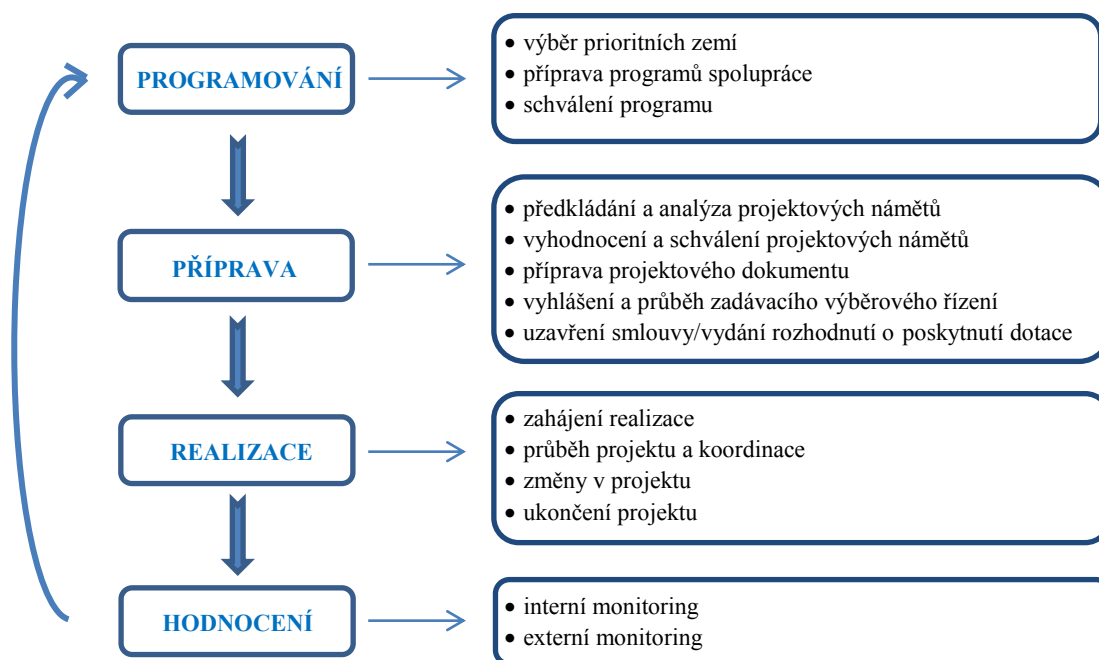 PROGRAMOVÁNÍ
• výběr prioritních zemí
• příprava programů spolupráce
• schválení programu
PŘÍPRAVA
• předkládání a analýza projektových námětů
• vyhodnocení a schválení projektových námětů
• příprava projektového dokumentu
• vyhlášení a průběh zadávacího výběrového řízení
• uzavření smlouvy/vydání rozhodnutí o poskytnutí dotace
REALIZACE
• zahájení realizace
• průběh projektu a koordinace
• změny v projektu
• ukončení projektu
HODNOCENÍ
• interní monitoring
• externí monitoring